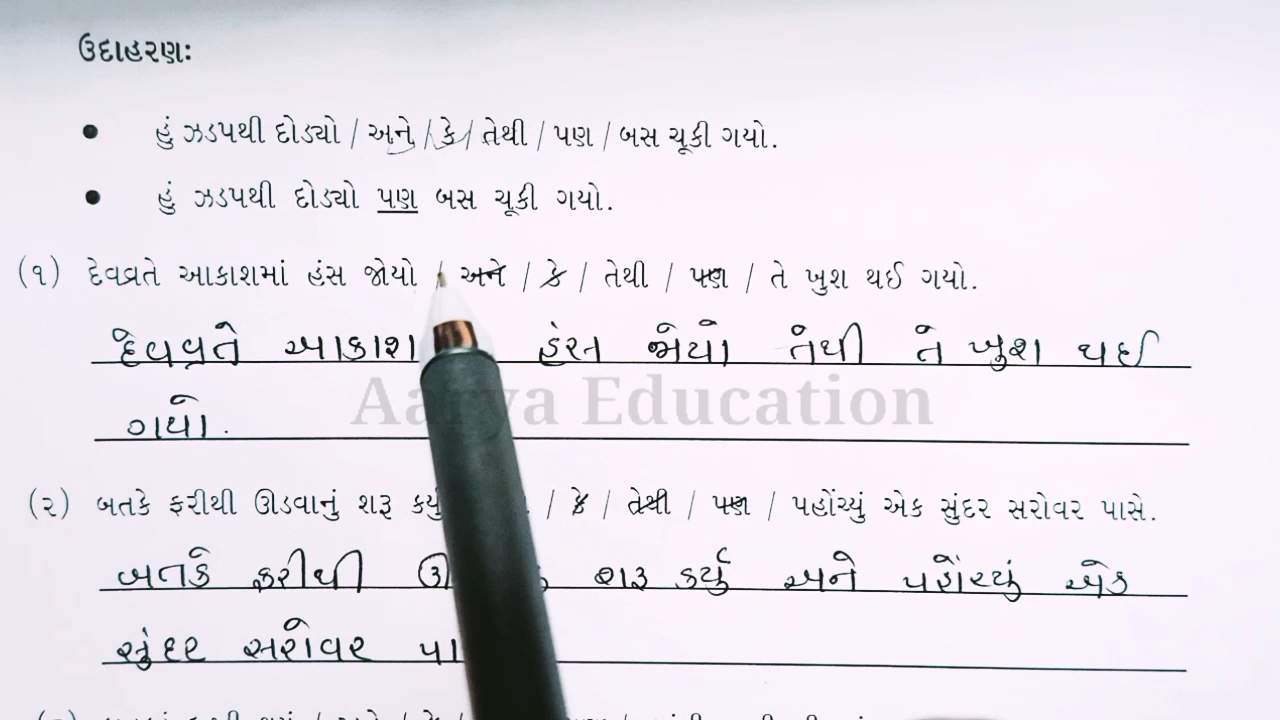 ઉદાહરણઃ
● હું ઝડપથી દોડ્યો / અને / કે / તેથી / પણ / બસ ચૂકી ગયો.
● હું ઝડપથી દોડ્યો પણ બસ ચૂકી ગયો.
(૧) દેવવ્રતે આકાશમાં હંસ જોયો / અને / કે / તેથી / પણ / તે ખુશ થઈ ગયો.
દેવવ્રતે આકાશ હંસ જોયો તેથી તે ખુશ થઈ
ગયો.
Aarya Education
(૨) બતકે ફરીથી ઊડવાનું શરૂ કર્યુ / કે / તેથી / પણ / પહોંચ્યું એક સુંદર સરોવર પાસે.
બતકે ફરીથી શરૂ કર્યુ અને પહોંચ્યું એક
સુંદર સરોવર પા